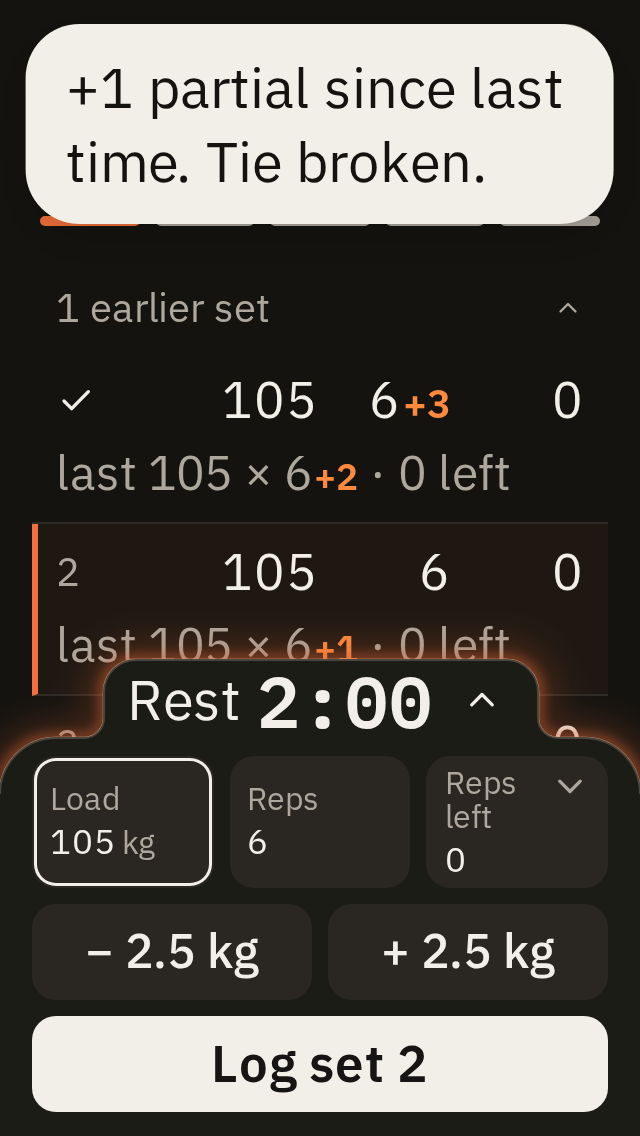 +1 partial since last
time. Tie broken.
1 earlier set
105 6+3 0
last 105 × 6+2 · 0 left
2 105 6 0
last 105 × 6+1 · 0 left
Rest 2:00
Load
105 kg
Reps
6
Reps
left
0
− 2.5 kg
+ 2.5 kg
Log set 2